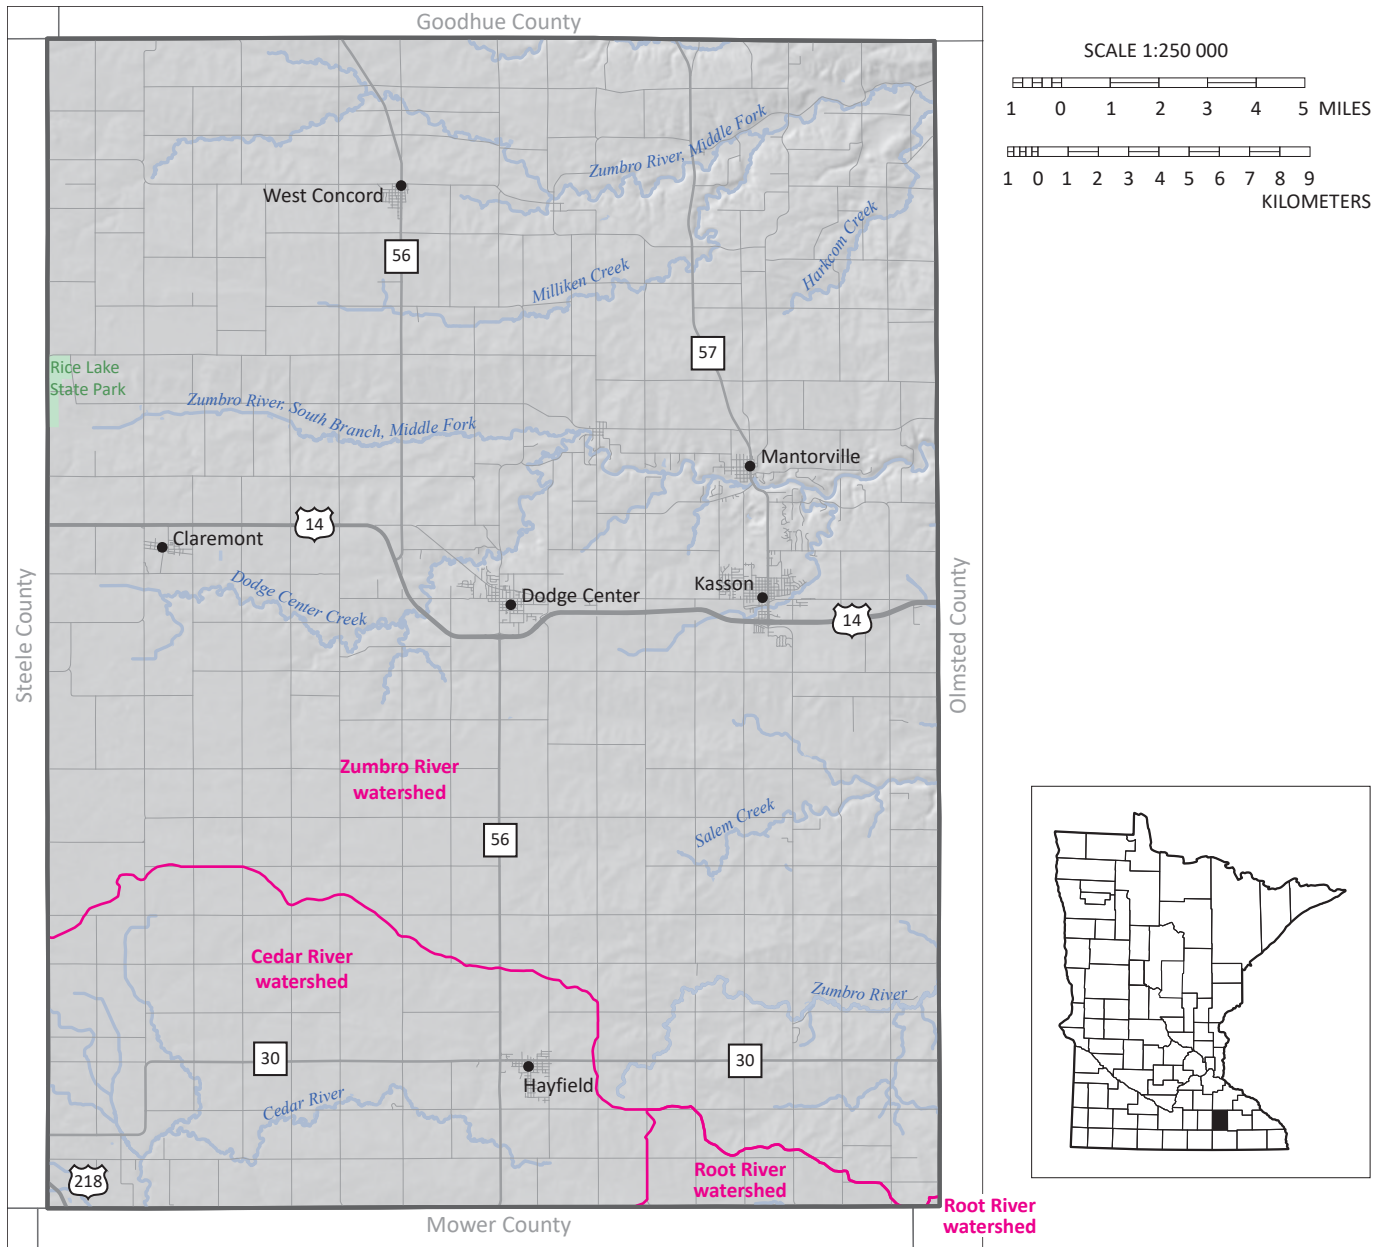 Goodhue County
SCALE 1:250 000
1 0 1 2 3 4 5 MILES
1 0 1 2 3 4 5 6 7 8 9
KILOMETERS
Zumbro River, Middle Fork
West Concord
56
Harkcom Creek
Milliken Creek
57
Rice Lake
State Park
Zumbro River, South Branch, Middle Fork
Mantorville
14
Claremont
Steele County
Dodge Center Creek
Dodge Center
Kasson
14
Olmsted County
Zumbro River
watershed
56
Salem Creek
Cedar River
watershed
Zumbro River
30
30
Hayfield
Cedar River
218
Root River
watershed
Root River
watershed
Mower County